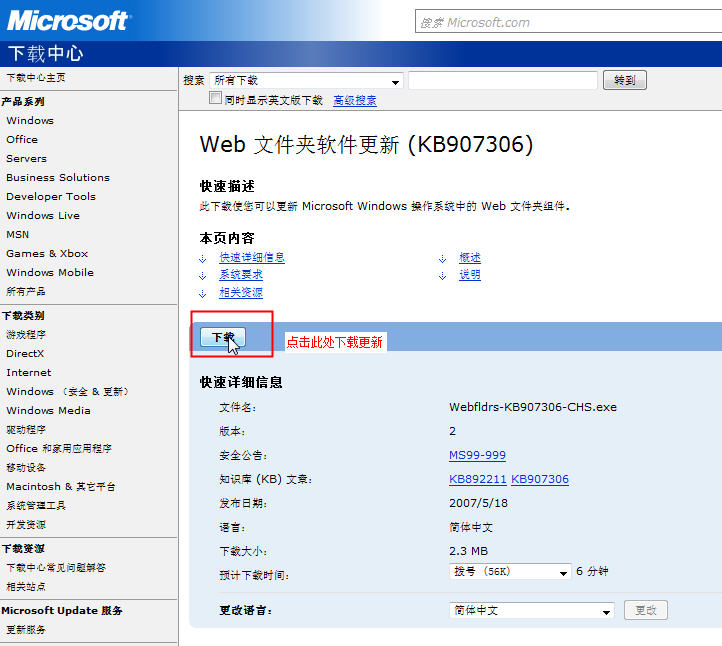 Microsoft
搜索 Microsoft.com
下载中心
下载中心主页
产品系列
Windows
Office
Servers
Business Solutions
Developer Tools
Windows Live
MSN
Games & Xbox
Windows Mobile
所有产品
下载类别
游戏程序
DirectX
Internet
Windows （安全 & 更新）
Windows Media
驱动程序
Office 和家用应用程序
移动设备
Macintosh & 其它平台
系统管理工具
开发资源
下载资源
下载中心常见问题解答
相关站点
Microsoft Update 服务
更新服务
搜索 所有下载 转到
同时显示英文版下载 高级搜索
Web 文件夹软件更新 (KB907306)
快速描述
此下载使您可以更新 Microsoft Windows 操作系统中的 Web 文件夹组件。
本页内容
↓ 快速详细信息 ↓ 概述
↓ 系统要求 ↓ 说明
↓ 相关资源
下载 点击此处下载更新
快速详细信息
文件名: Webfldrs-KB907306-CHS.exe
版本: 2
安全公告: MS99-999
知识库 (KB) 文章: KB892211 KB907306
发布日期: 2007/5/18
语言: 简体中文
下载大小: 2.3 MB
预计下载时间: 拨号 (56K) 6 分钟
更改语言: 简体中文 更改